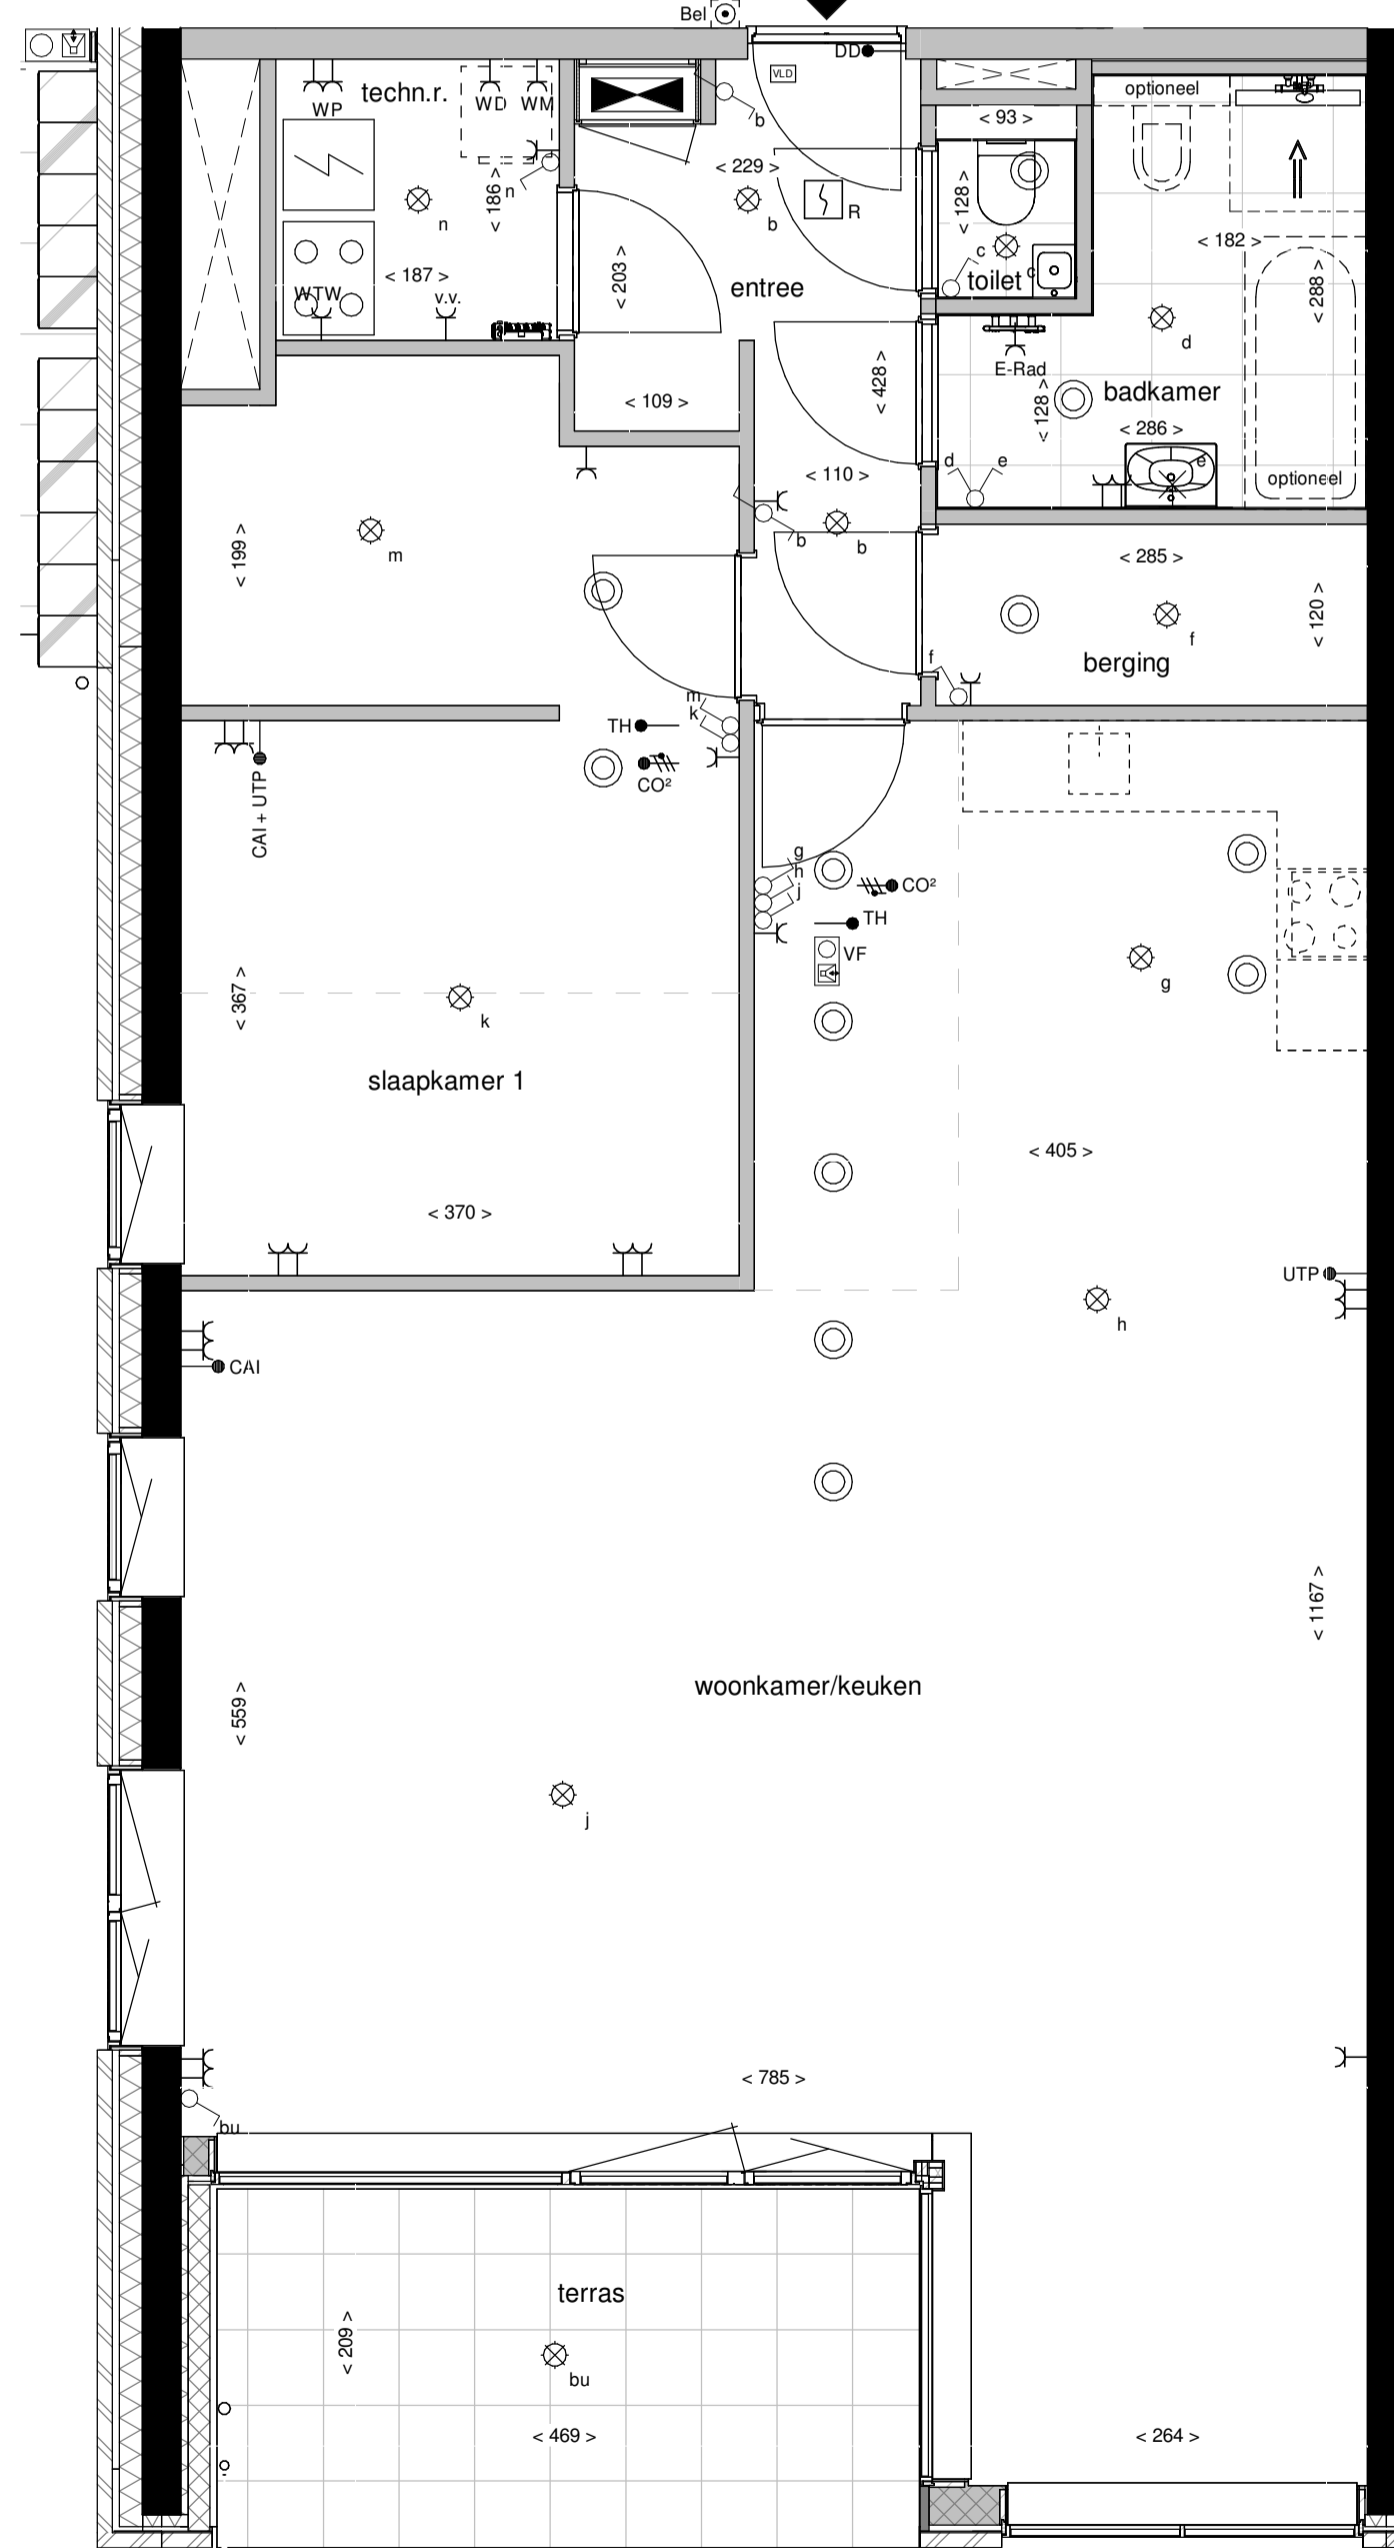 Bel
DD
VLD
optioneel
techn.r.
WP
WD
WM
b
< 93 >
< 229 >
n
< 186 >
< 128 >
R
n
b
c
c
< 182 >
< 187 >
< 203 >
entree
toilet
< 288 >
WTW
v.v.
d
E-Rad
< 428 >
badkamer
< 109 >
< 128 >
< 286 >
d
e
e
< 110 >
optioneel
m
b
b
< 199 >
< 285 >
< 120 >
f
f
berging
m
k
TH
CO²
CAI + UTP
g
h
j
CO²
TH
VF
g
< 367 >
k
slaapkamer 1
< 405 >
< 370 >
UTP
h
CAI
< 1167 >
woonkamer/keuken
< 559 >
j
< 785 >
bu
terras
< 209 >
bu
< 469 >
< 264 >